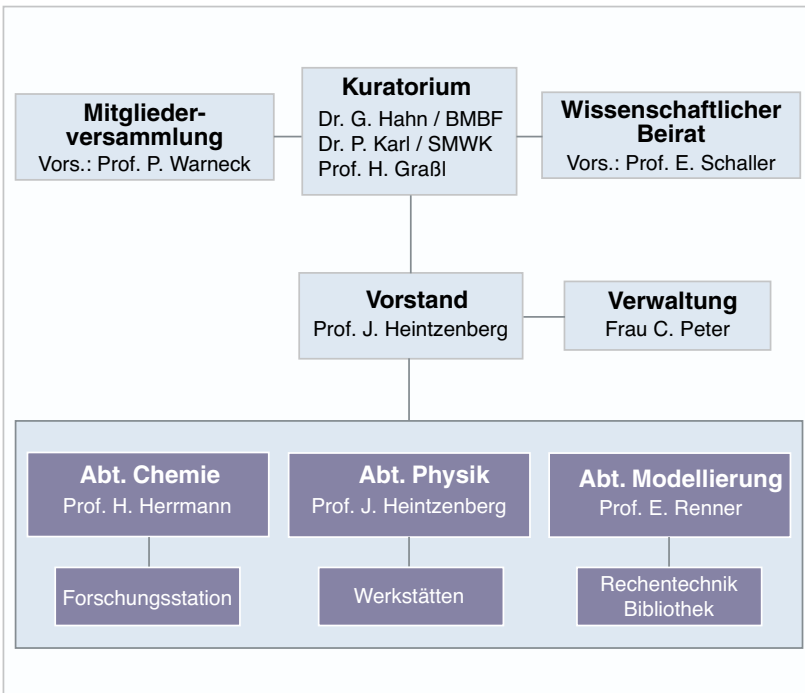 Mitglieder-
versammlung
Vors.: Prof. P. Warneck
Kuratorium
Dr. G. Hahn / BMBF
Dr. P. Karl / SMWK
Prof. H. Graßl
Wissenschaftlicher
Beirat
Vors.: Prof. E. Schaller
Vorstand
Prof. J. Heintzenberg
Verwaltung
Frau C. Peter
Abt. Chemie
Prof. H. Herrmann
Abt. Physik
Prof. J. Heintzenberg
Abt. Modellierung
Prof. E. Renner
Forschungsstation
Werkstätten
Rechentechnik
Bibliothek